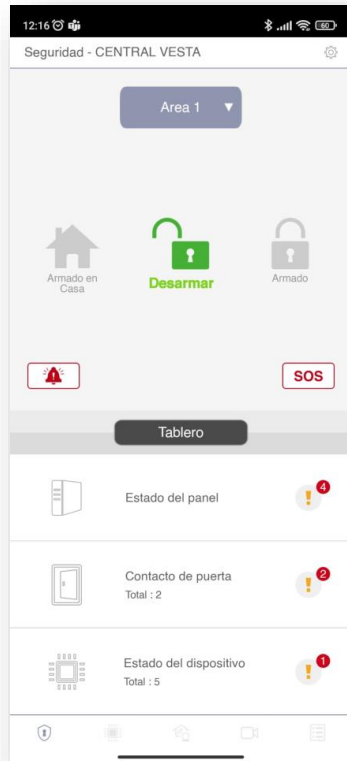 12:16
60
Seguridad - CENTRAL VESTA
Area 1
Armado en
Casa
Desarmar
Armado
SOS
Tablero
Estado del panel
4
Contacto de puerta
Total : 2
2
Estado del dispositivo
Total : 5
1